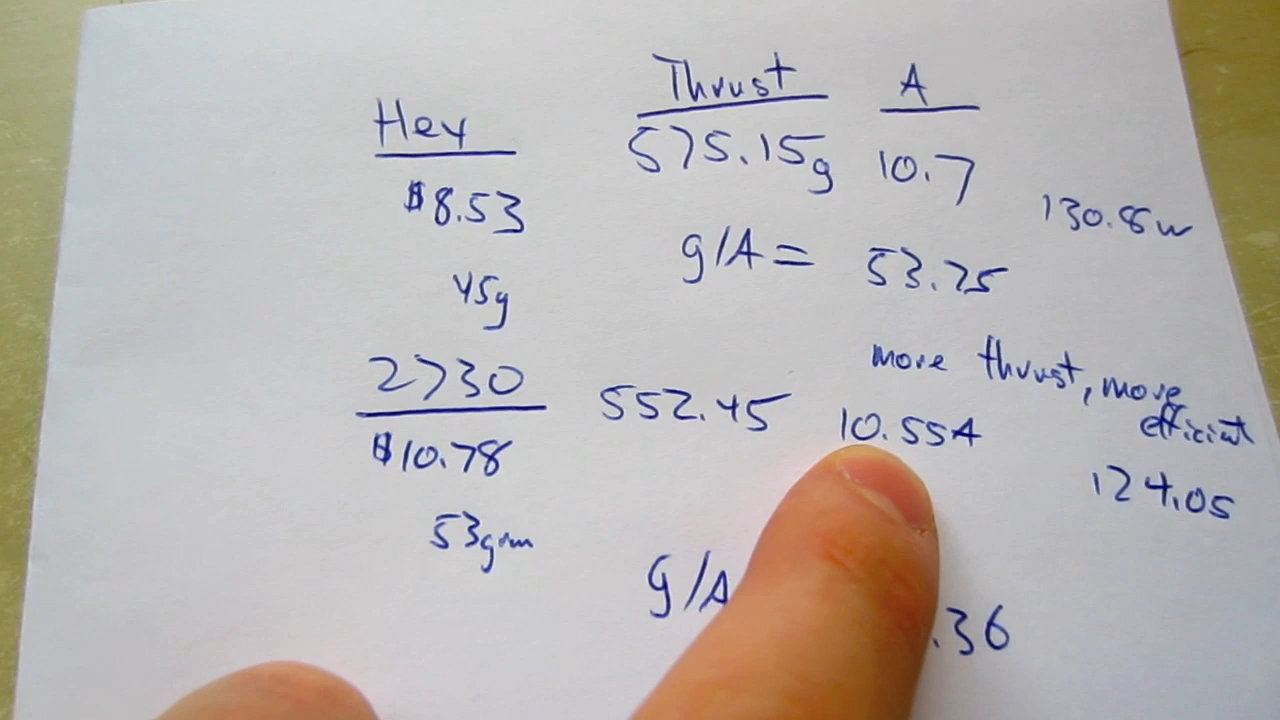 Thrust A
Hex
575.15g 10.7
$8.53
130.8w
g/A = 53.75
45g
more thrust, more
efficient
2730
552.45 10.55A
$10.78
124.05
53gm
g/A .36